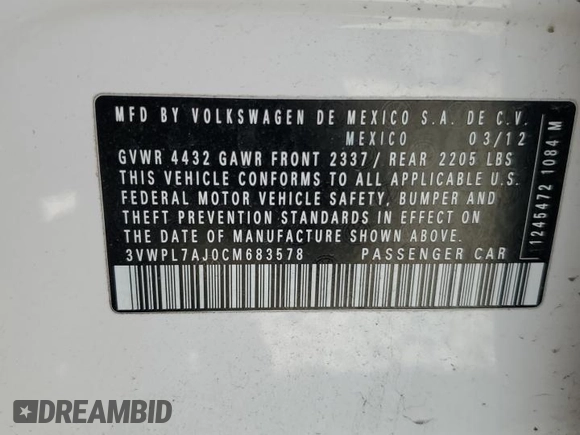 MFD BY VOLKSWAGEN DE MEXICO S.A. DE C.V.
MEXICO 03/12
GVWR 4432 GAWR FRONT 2337/ REAR 2205 LBS
THIS VEHICLE CONFORMS TO ALL APPLICABLE U.S.
FEDERAL MOTOR VEHICLE SAFETY, BUMPER AND
THEFT PREVENTION STANDARDS IN EFFECT ON
THE DATE OF MANUFACTURE SHOWN ABOVE.
3VWPL7AJ0CM683578 PASSENGER CAR
1245472 1084 M
DREAMBID